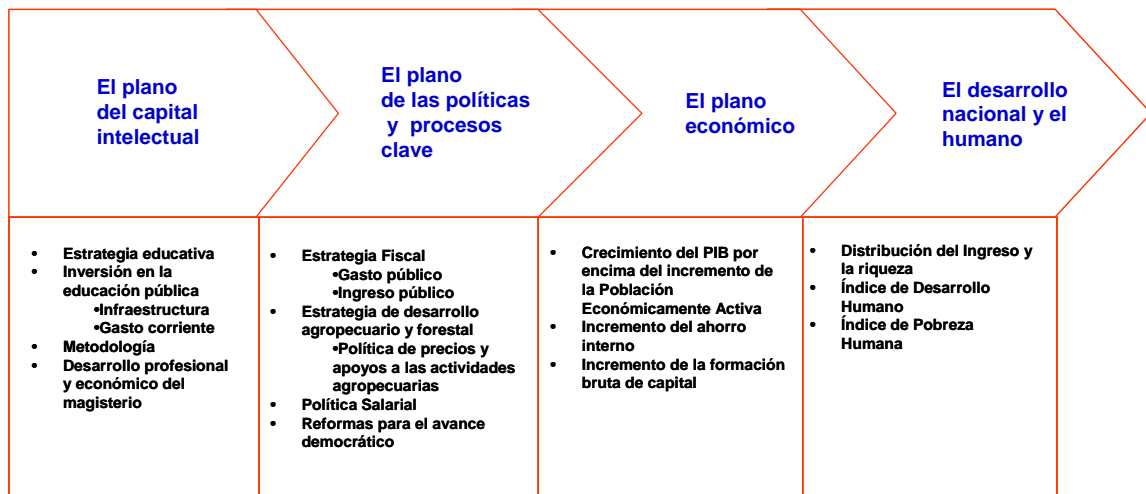 El plano
del capital
intelectual
El plano
de las políticas
y procesos
clave
El plano
económico
El desarrollo
nacional y el
humano
• Estrategia educativa
• Inversión en la
educación pública
•Infraestructura
•Gasto corriente
• Metodología
• Desarrollo profesional
y económico del
magisterio
• Estrategia Fiscal
•Gasto público
•Ingreso público
• Estrategia de desarrollo
agropecuario y forestal
•Política de precios y
apoyos a las actividades
agropecuarias
• Política Salarial
• Reformas para el avance
democrático
• Crecimiento del PIB por
encima del incremento de
la Población
Económicamente Activa
• Incremento del ahorro
interno
• Incremento de la formación
bruta de capital
• Distribución del Ingreso y
la riqueza
• Índice de Desarrollo
Humano
• Índice de Pobreza
Humana